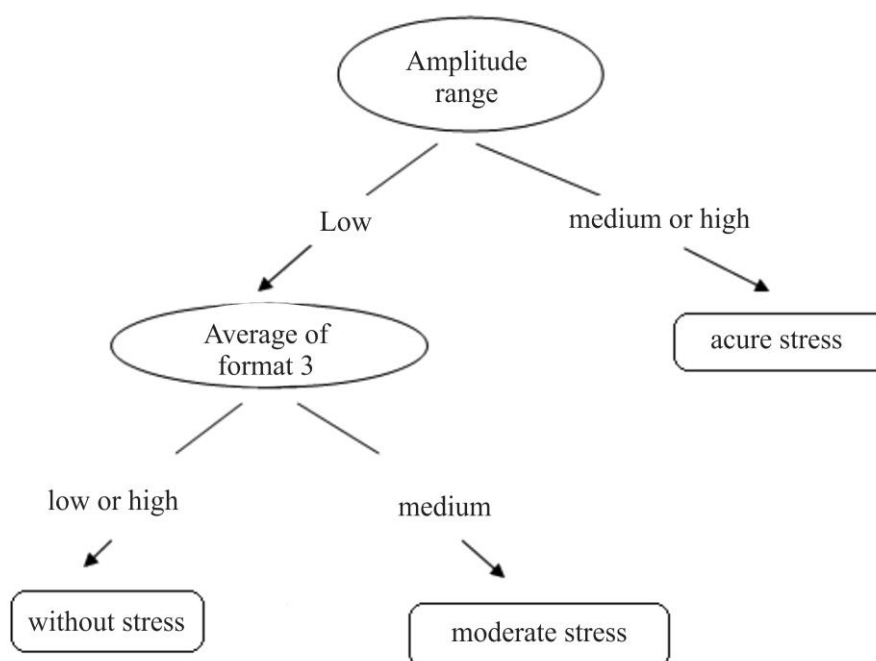 Amplitude
range
Low
medium or high
Average of
format 3
acure stress
low or high
medium
without stress
moderate stress